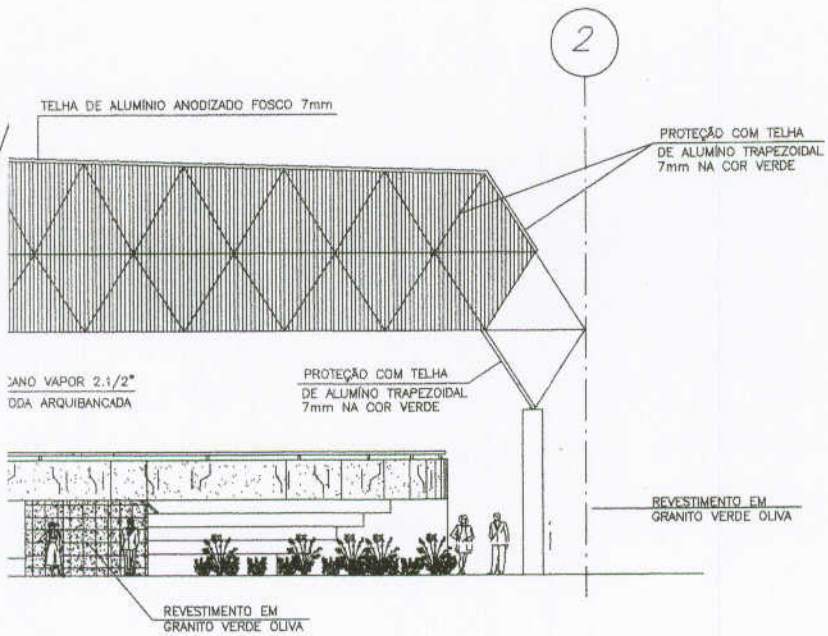 2
TELHA DE ALUMÍNIO ANODIZADO FOSCO 7mm
PROTEÇÃO COM TELHA
DE ALUMÍNO TRAPEZOIDAL
7mm NA COR VERDE
CANO VAPOR 2.1/2"
TODA ARQUIBANCADA
PROTEÇÃO COM TELHA
DE ALUMÍNO TRAPEZOIDAL
7mm NA COR VERDE
REVESTIMENTO EM
GRANITO VERDE OLIVA
REVESTIMENTO EM
GRANITO VERDE OLIVA